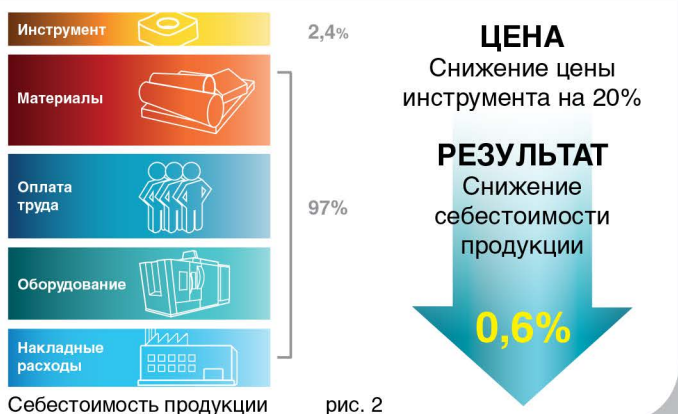 Инструмент
2,4%
Материалы
Оплата
труда
97%
Оборудование
Накладные
расходы
Себестоимость продукции
рис. 2
ЦЕНА
Снижение цены
инструмента на 20%
РЕЗУЛЬТАТ
Снижение
себестоимости
продукции
0,6%